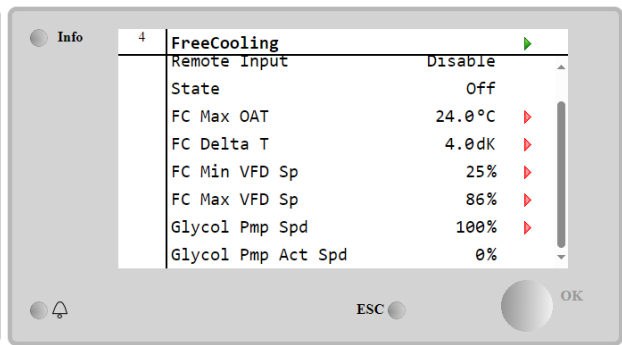 Info
4 FreeCooling
Remote Input Disable
State Off
FC Max OAT 24.0°C
FC Delta T 4.0dK
FC Min VFD Sp 25%
FC Max VFD Sp 86%
Glycol Pmp Spd 100%
Glycol Pmp Act Spd 0%
ESC
OK